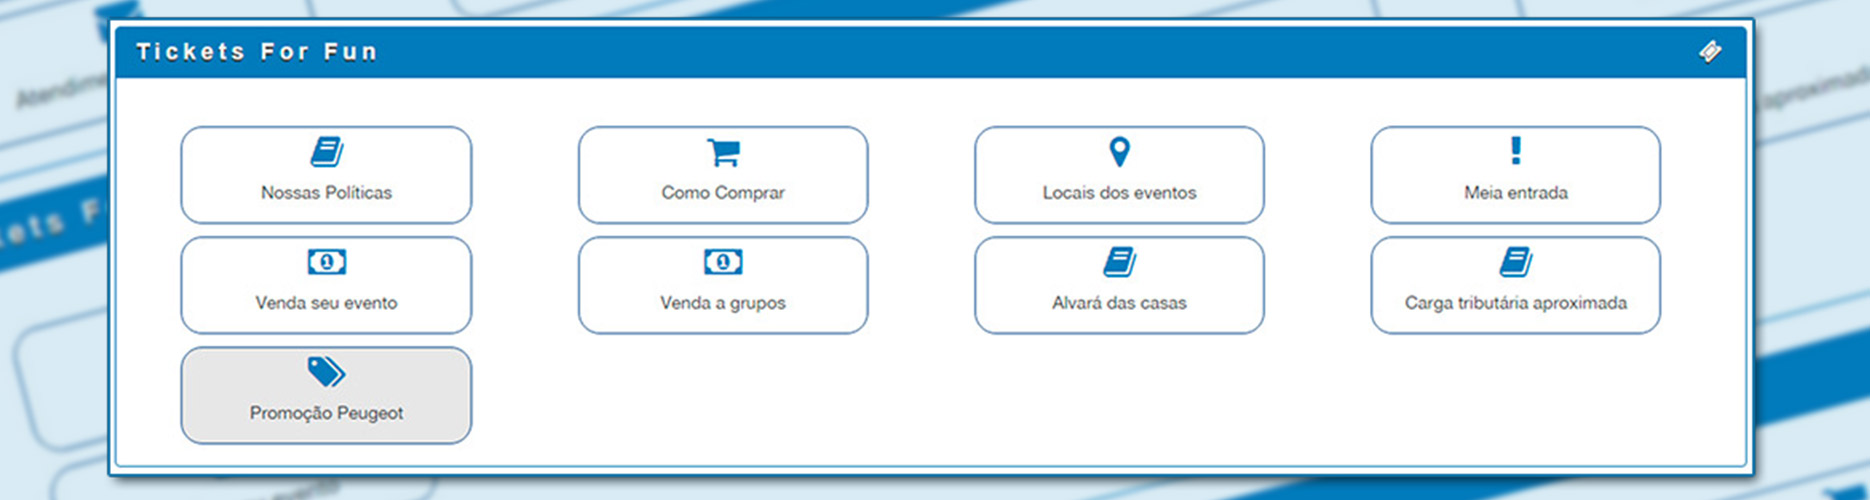 Tickets For Fun
Nossas Políticas
Como Comprar
Locais dos eventos
Meia entrada
Venda seu evento
Venda a grupos
Alvará das casas
Carga tributária aproximada
Promoção Peugeot